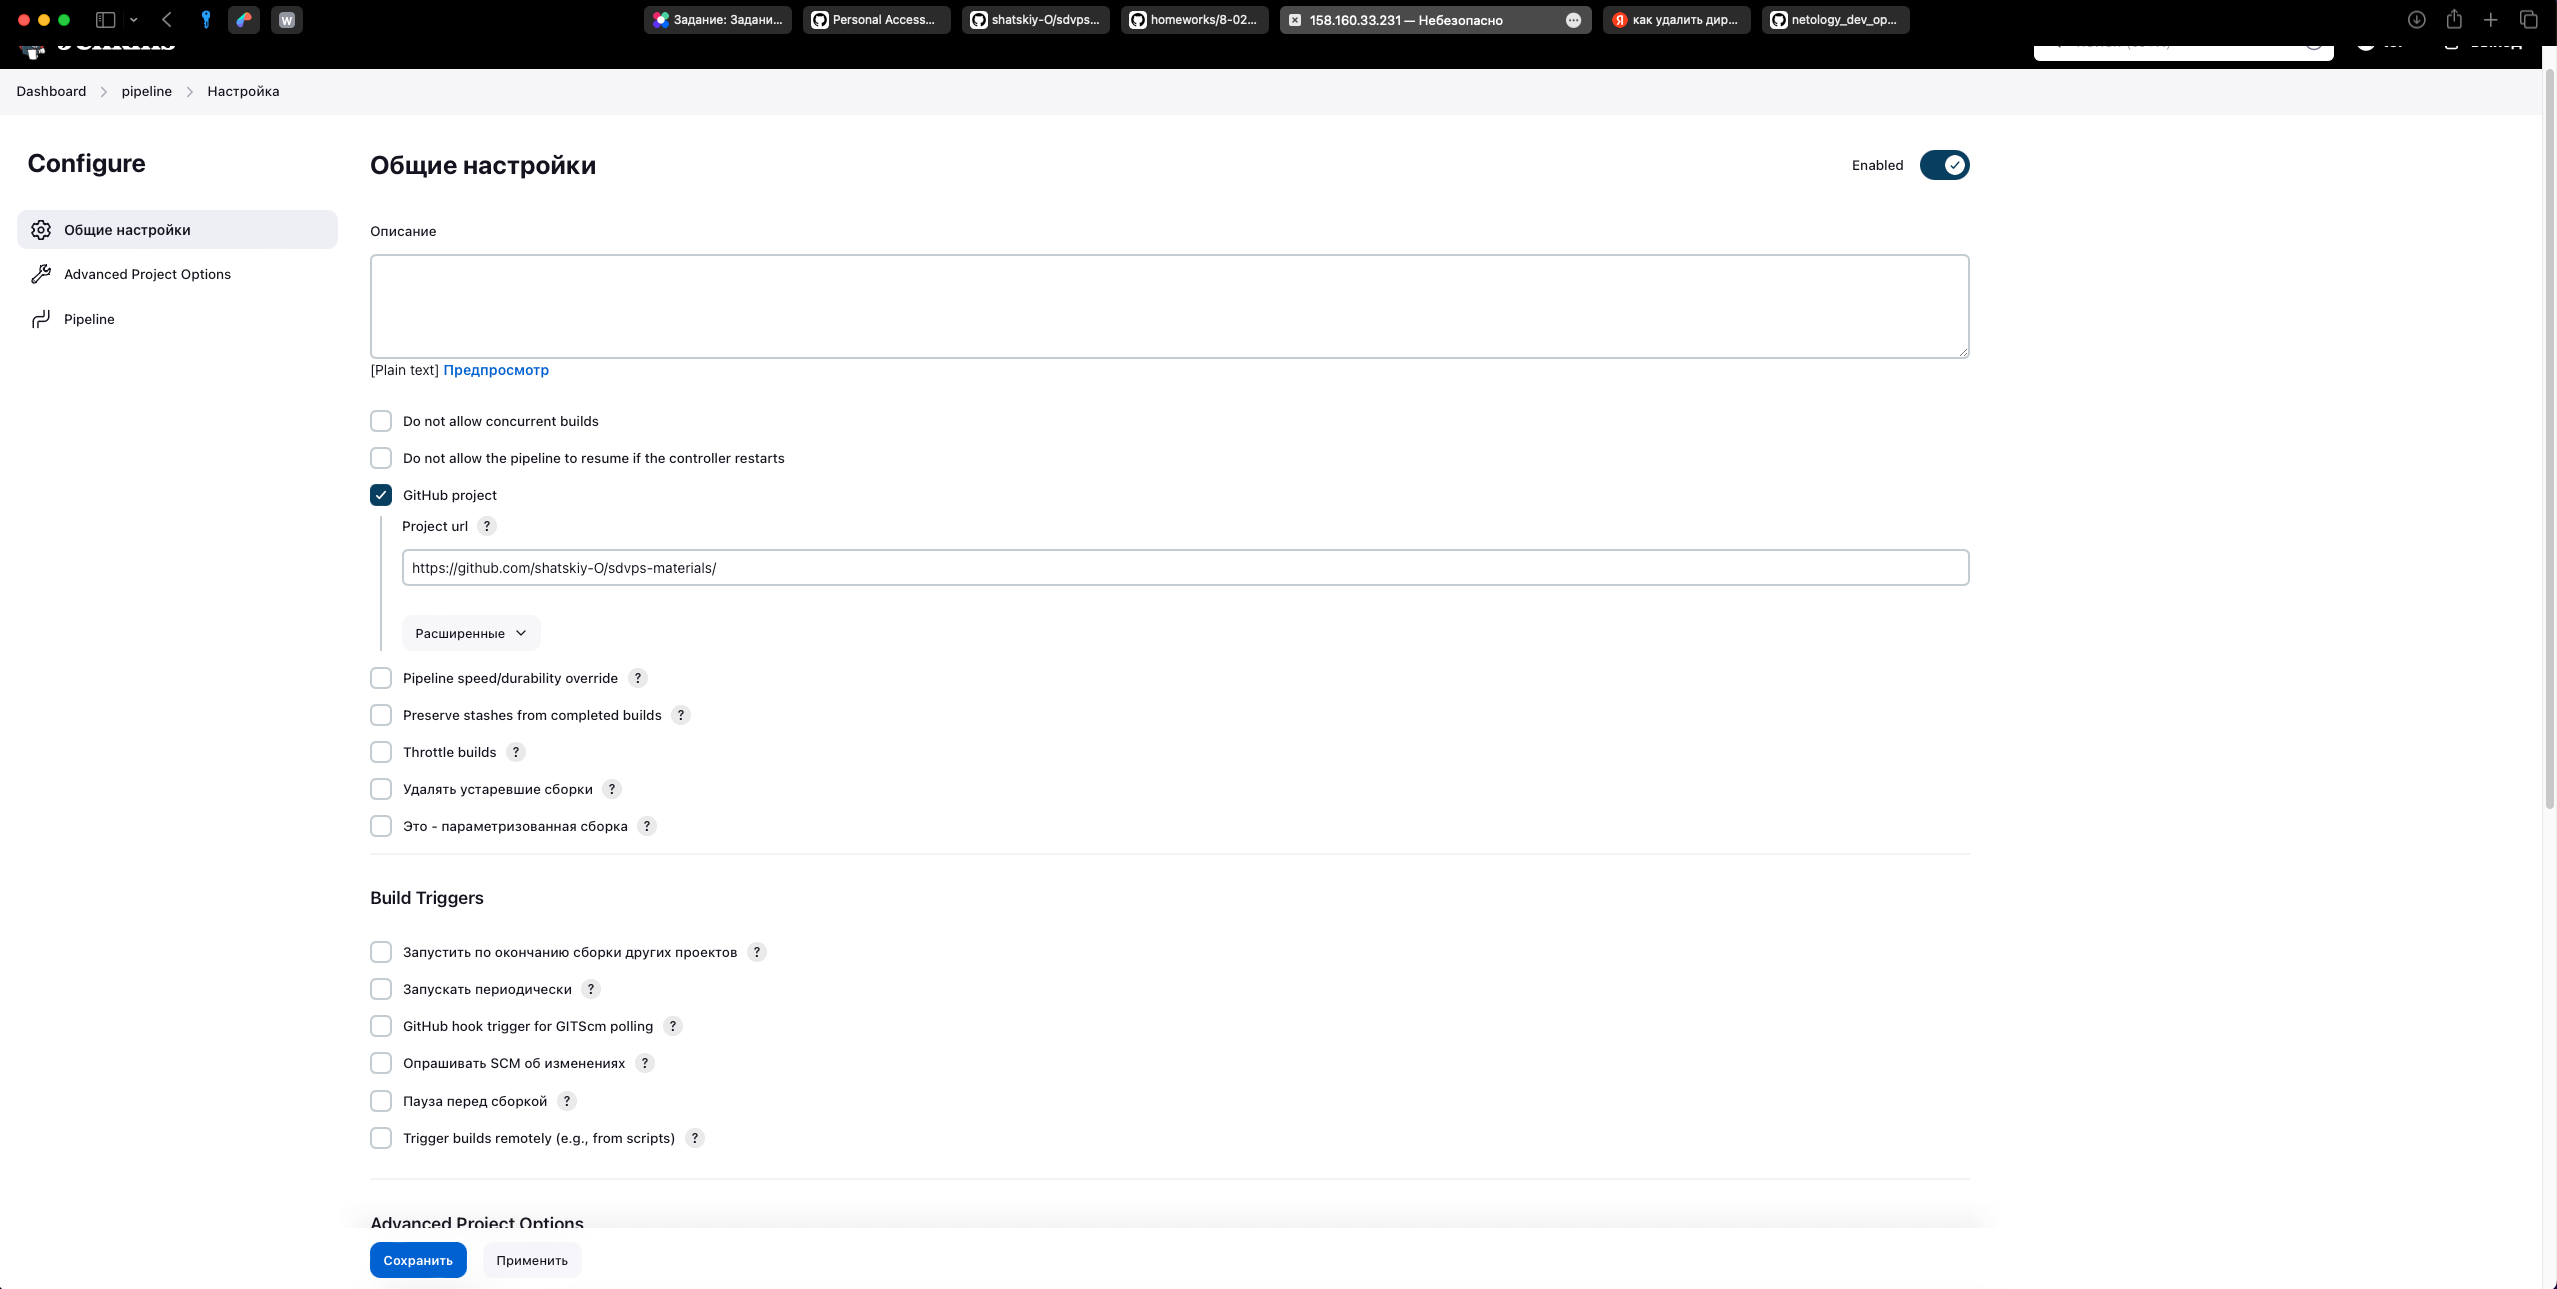 Задание: Задани...
Personal Access...
shatskiy-O/sdvps...
homeworks/8-02...
158.160.33.231 — Небезопасно
как удалить дир...
netology_dev_op...
Dashboard
pipeline
Настройка
Configure
Общие настройки
Advanced Project Options
Pipeline
Общие настройки
Enabled
Описание
[Plain text] Предпросмотр
Do not allow concurrent builds
Do not allow the pipeline to resume if the controller restarts
GitHub project
Project url ?
https://github.com/shatskiy-O/sdvps-materials/
Расширенные
Pipeline speed/durability override ?
Preserve stashes from completed builds ?
Throttle builds ?
Удалять устаревшие сборки ?
Это - параметризованная сборка ?
Build Triggers
Запустить по окончанию сборки других проектов ?
Запускать периодически ?
GitHub hook trigger for GITScm polling ?
Опрашивать SCM об изменениях ?
Пауза перед сборкой ?
Trigger builds remotely (e.g., from scripts) ?
Advanced Project Options
Сохранить
Применить